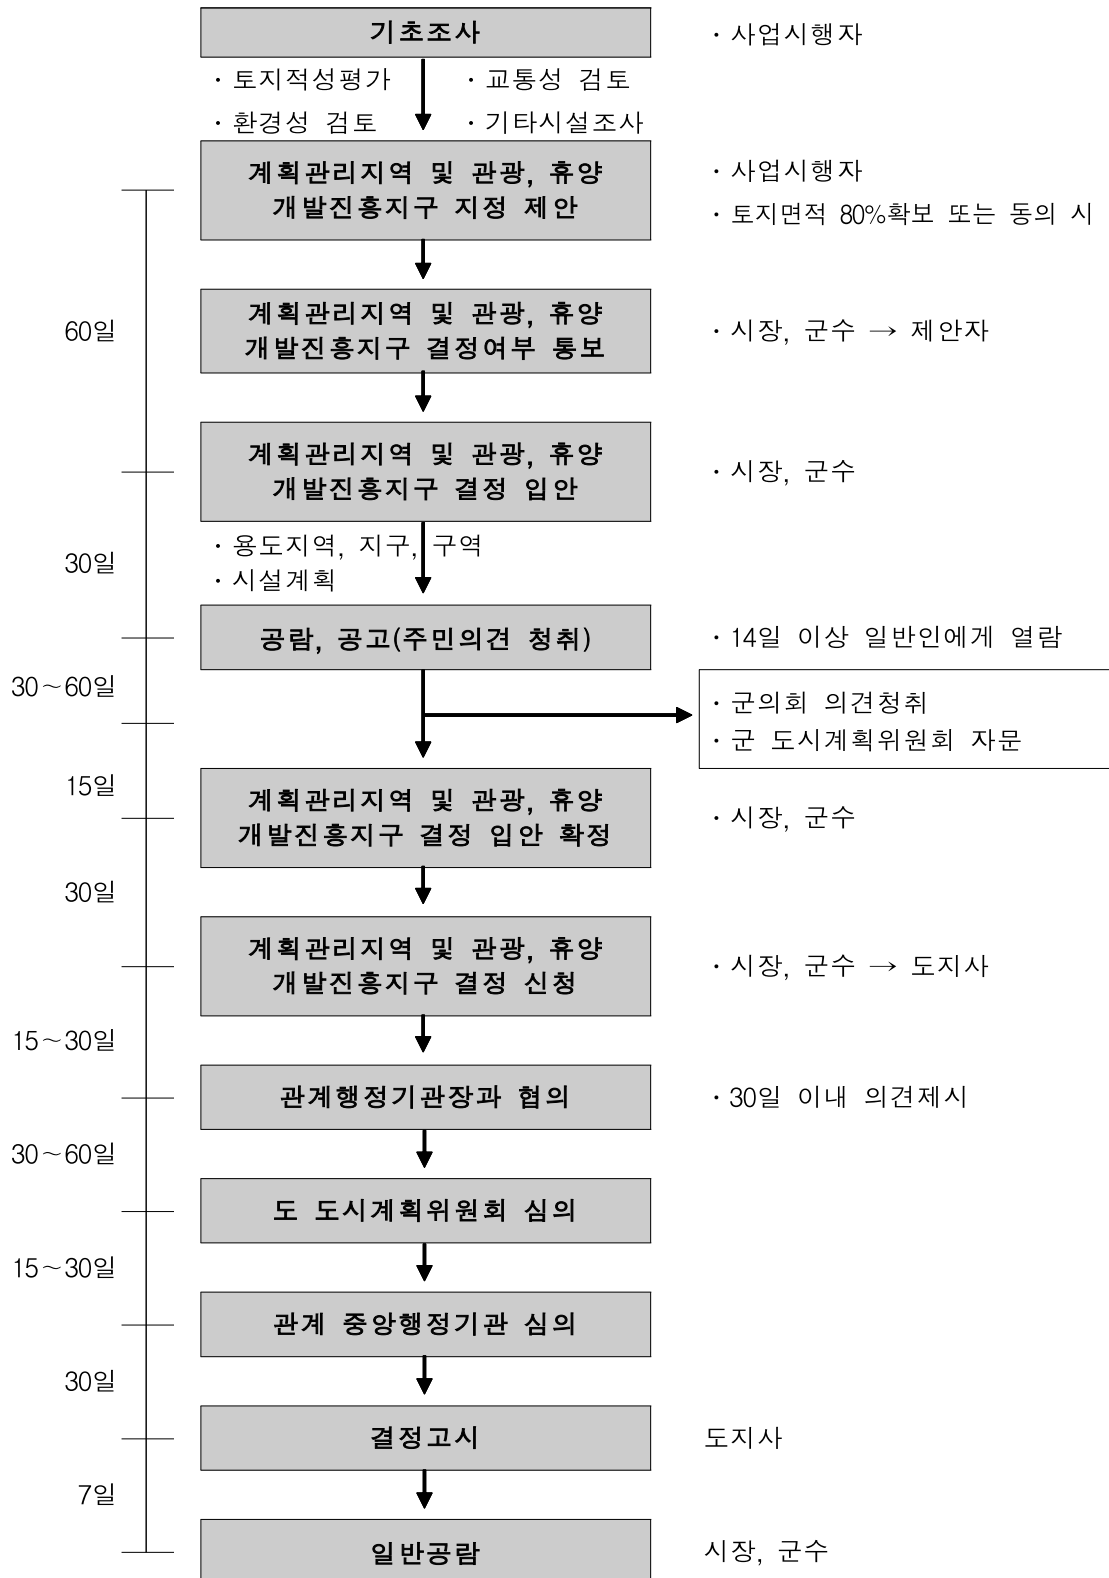 기초조사
· 사업시행자
· 토지적성평가
· 교통성 검토
· 환경성 검토
· 기타시설조사
계획관리지역 및 관광, 휴양
개발진흥지구 지정 제안
· 사업시행자
· 토지면적 80%확보 또는 동의 시
60일
계획관리지역 및 관광, 휴양
개발진흥지구 결정여부 통보
· 시장, 군수 → 제안자
계획관리지역 및 관광, 휴양
개발진흥지구 결정 입안
· 시장, 군수
30일
· 용도지역, 지구, 구역
· 시설계획
공람, 공고(주민의견 청취)
· 14일 이상 일반인에게 열람
30~60일
· 군의회 의견청취
· 군 도시계획위원회 자문
15일
계획관리지역 및 관광, 휴양
개발진흥지구 결정 입안 확정
· 시장, 군수
30일
계획관리지역 및 관광, 휴양
개발진흥지구 결정 신청
· 시장, 군수 → 도지사
15~30일
관계행정기관장과 협의
· 30일 이내 의견제시
30~60일
도 도시계획위원회 심의
15~30일
관계 중앙행정기관 심의
30일
결정고시
도지사
7일
일반공람
시장, 군수